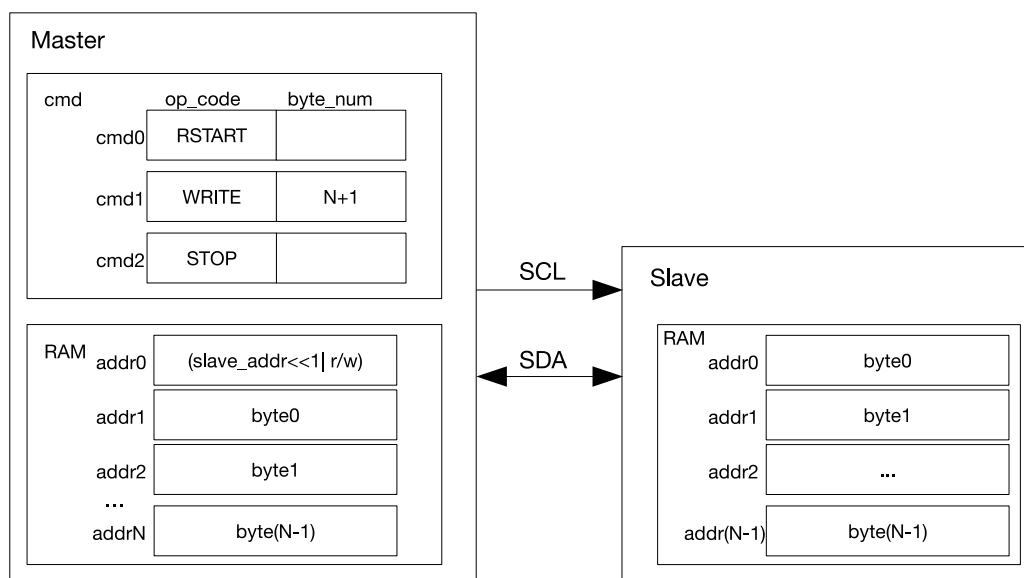 Master
cmd op_code byte_num
cmd0 RSTART
cmd1 WRITE N+1
cmd2 STOP
RAM
addr0 (slave_addr<<1| r/w)
addr1 byte0
addr2 byte1
...
addrN byte(N-1)
SCL
SDA
Slave
RAM
addr0 byte0
addr1 byte1
addr2 ...
addr(N-1) byte(N-1)